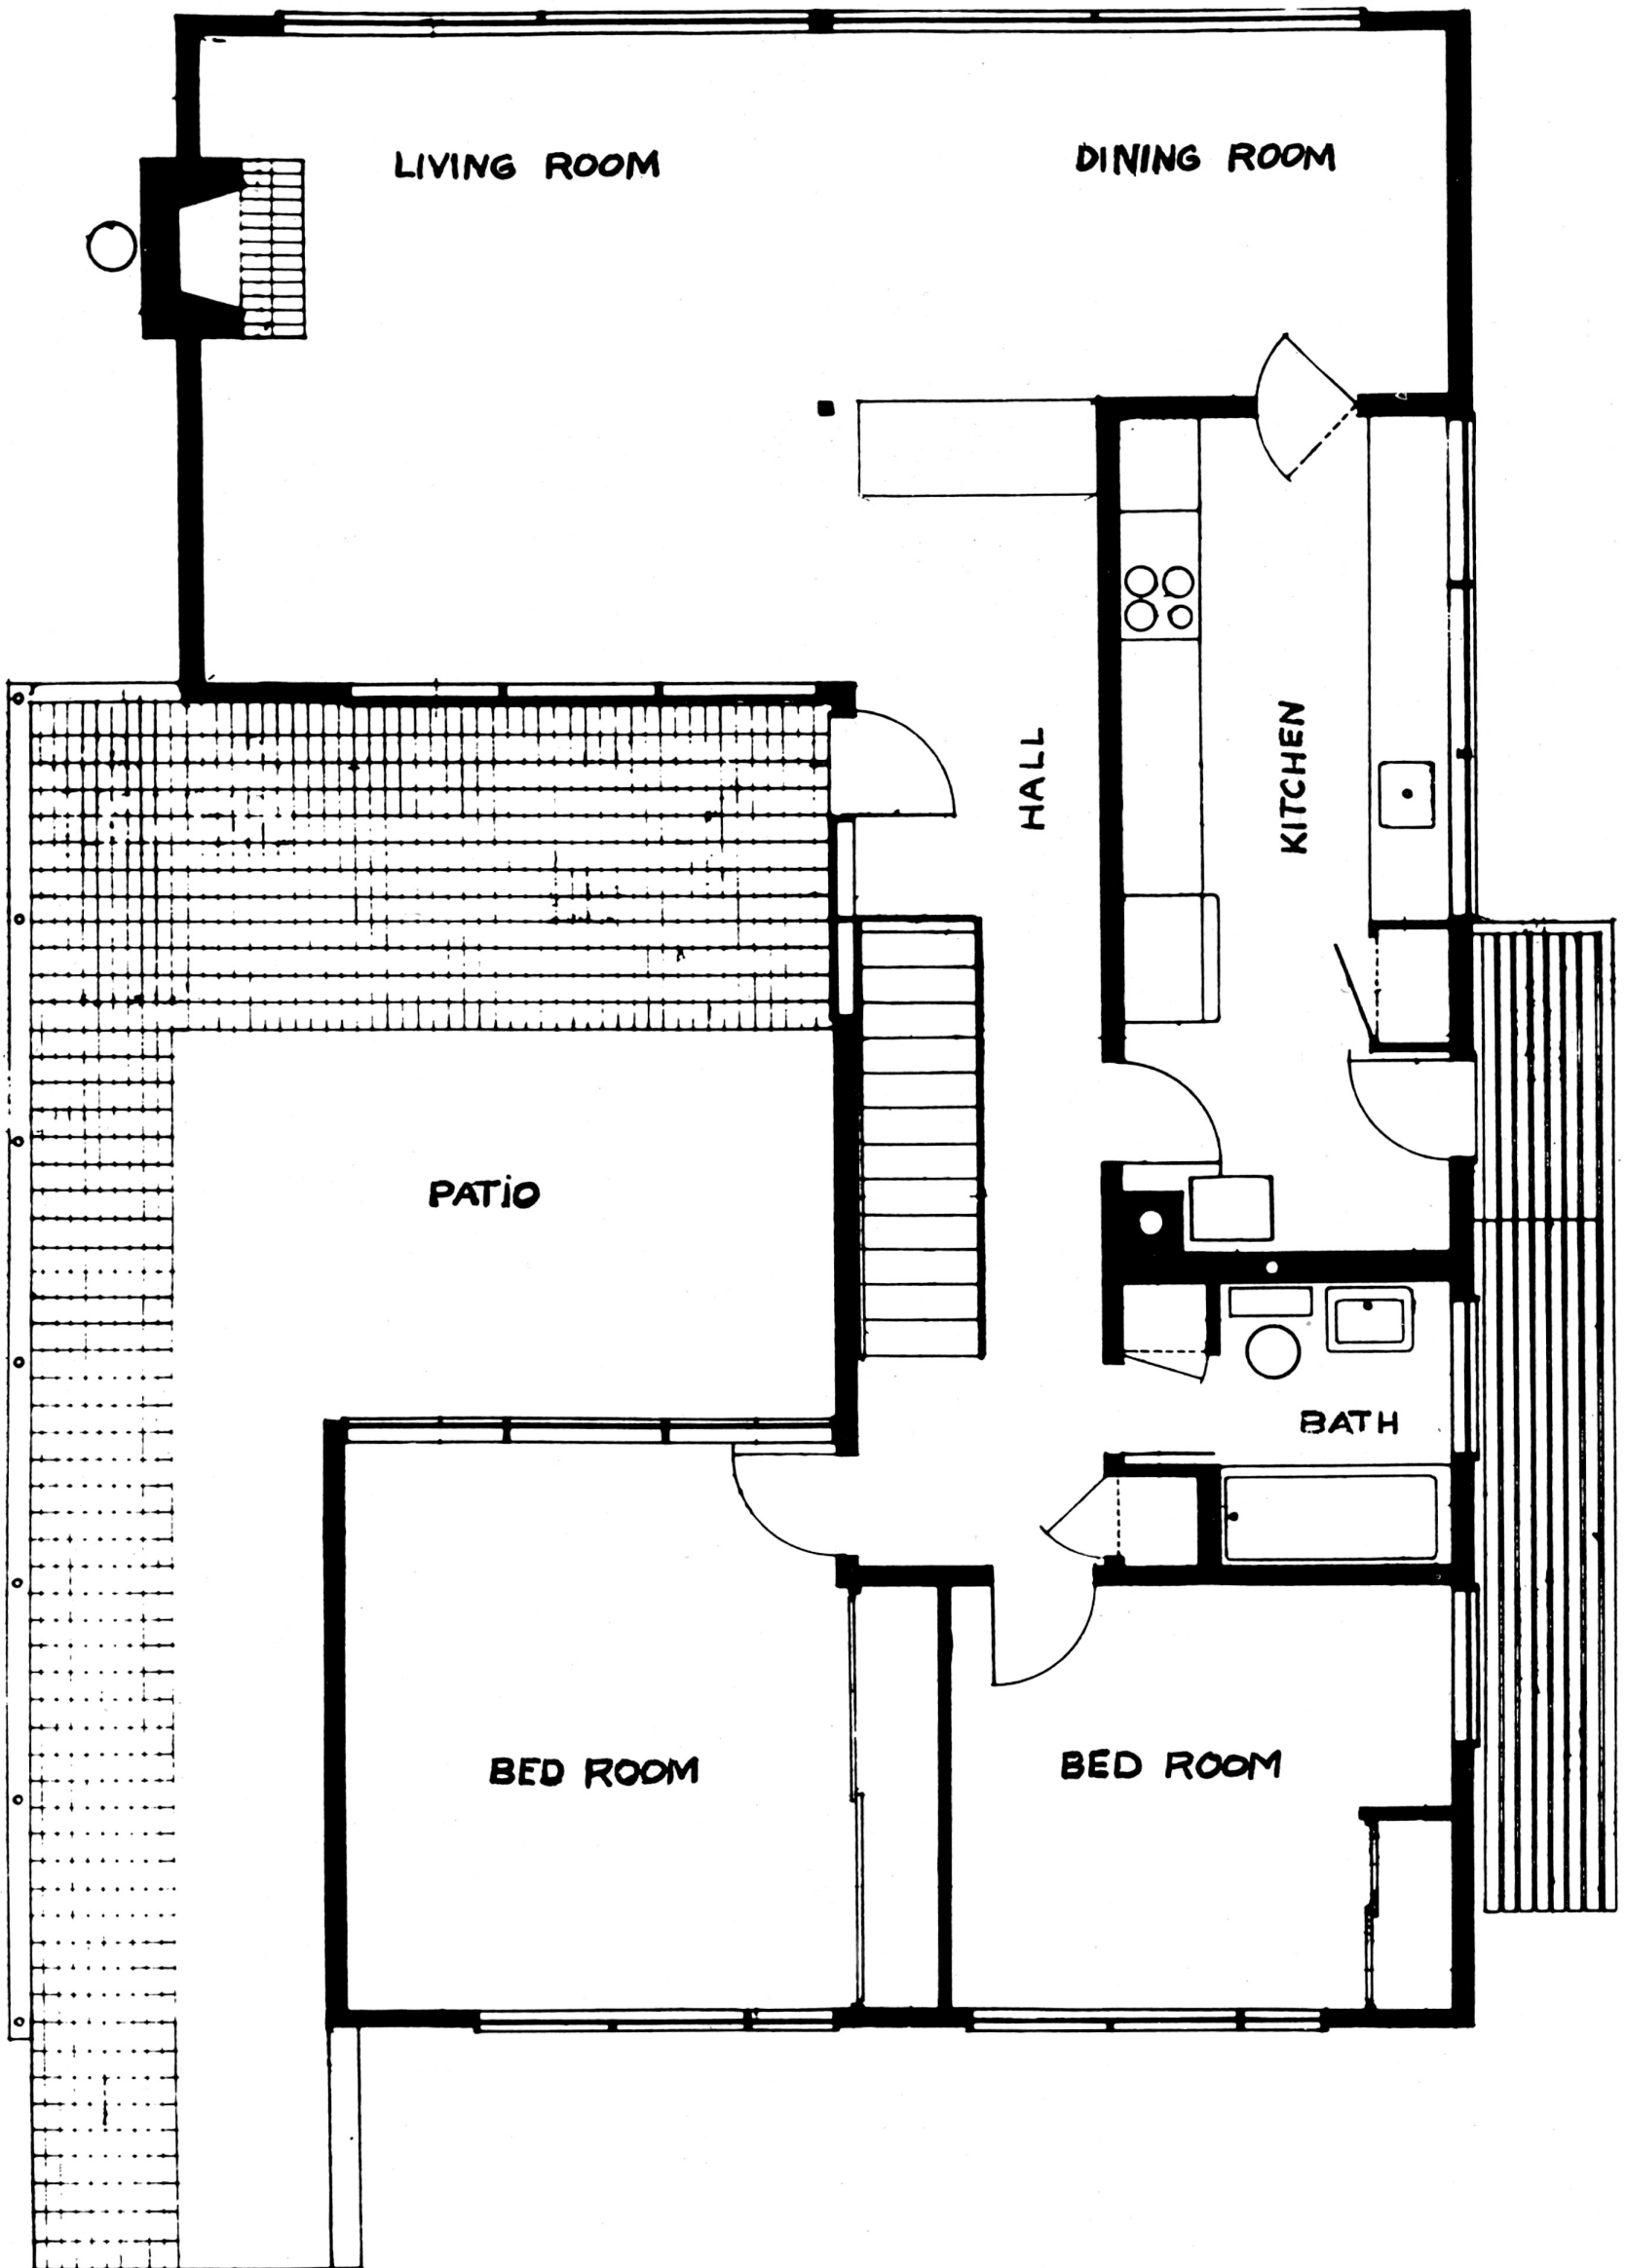 LIVING ROOM
DINING ROOM
HALL
KITCHEN
PATIO
BATH
BED ROOM
BED ROOM